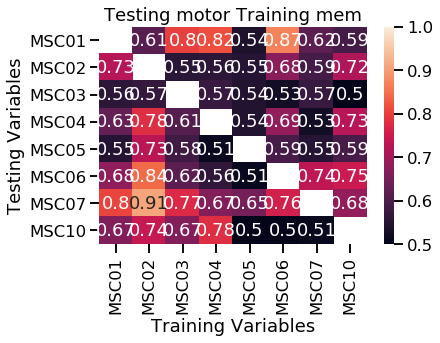 Testing motor Training mem
MSC01 0.61 0.8 0.82 0.54 0.87 0.62 0.59
MSC02 0.73 0.55 0.56 0.55 0.68 0.59 0.72
MSC03 0.56 0.57 0.57 0.54 0.53 0.57 0.5
MSC04 0.63 0.78 0.61 0.54 0.69 0.53 0.73
MSC05 0.55 0.73 0.58 0.51 0.59 0.55 0.59
MSC06 0.68 0.84 0.62 0.56 0.51 0.74 0.75
MSC07 0.8 0.91 0.77 0.67 0.65 0.76 0.68
MSC10 0.67 0.74 0.67 0.78 0.5 0.5 0.51
MSC01 MSC02 MSC03 MSC04 MSC05 MSC06 MSC07 MSC10
Training Variables
Testing Variables
1.0
0.9
0.8
0.7
0.6
0.5